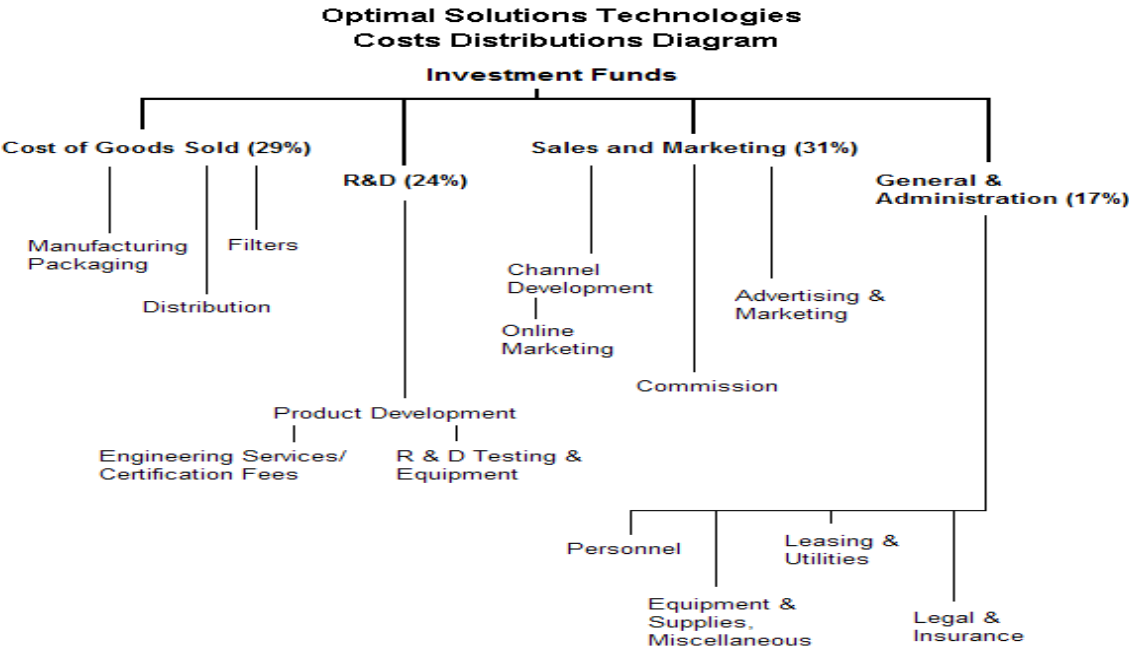 Optimal Solutions Technologies
Costs Distributions Diagram
Investment Funds
Cost of Goods Sold (29%)
Sales and Marketing (31%)
R&D (24%)
General &
Administration (17%)
Manufacturing
Packaging
Filters
Distribution
Channel
Development
Online
Marketing
Advertising &
Marketing
Commission
Product Development
Engineering Services/
Certification Fees
R & D Testing &
Equipment
Personnel
Leasing &
Utilities
Equipment &
Supplies,
Miscellaneous
Legal &
Insurance